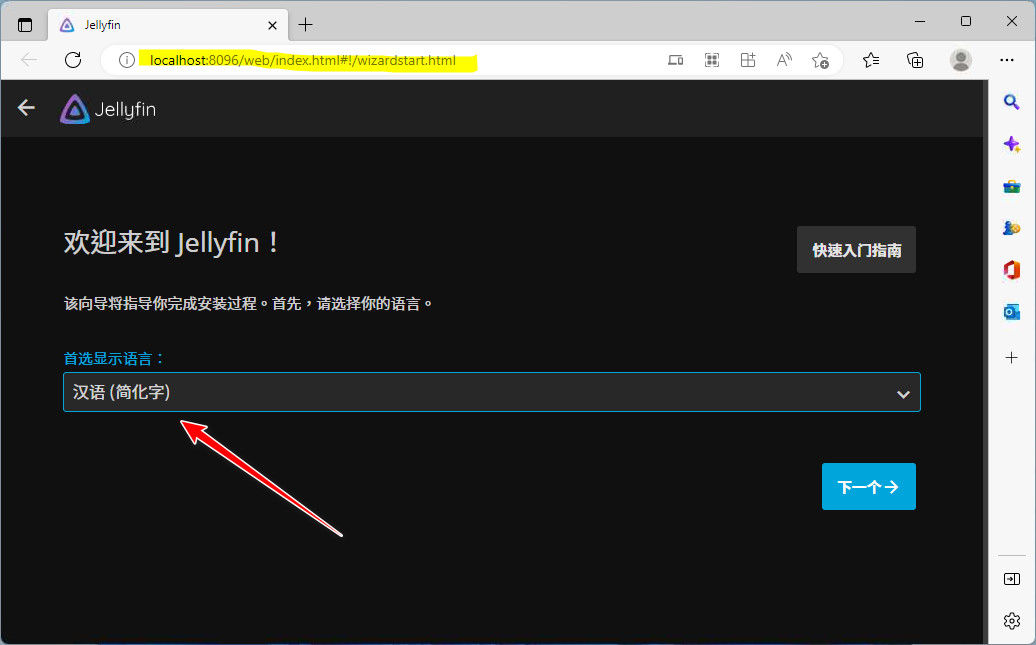 Jellyfin
localhost:8096/web/index.html#!/wizardstart.html
Jellyfin
欢迎来到 Jellyfin！
快速入门指南
该向导将指导你完成安装过程。首先，请选择你的语言。
首选显示语言：
汉语 (简化字)
下一个